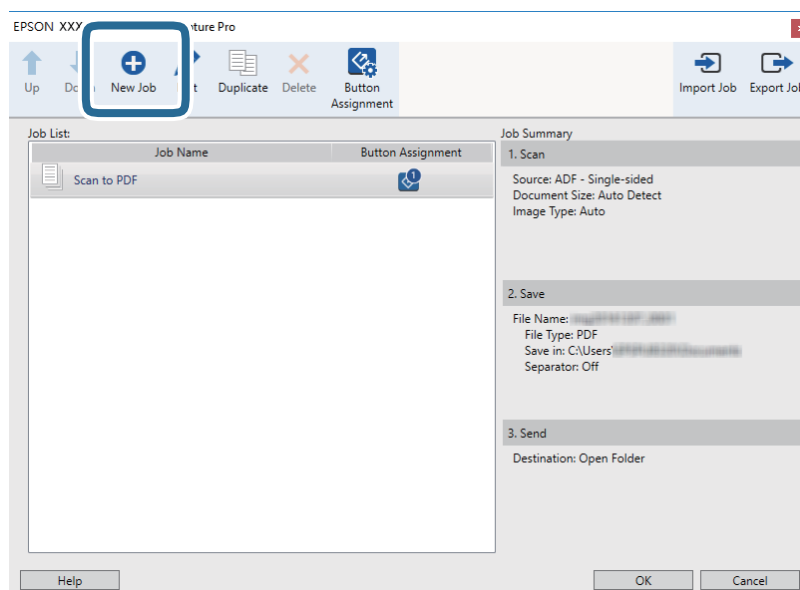 EPSON XXX ture Pro
Up
New Job
Duplicate
Delete
Button
Assignment
Import Job
Export Jo
Job List:
Job Name
Button Assignment
Scan to PDF
1
Job Summary
1. Scan
Source: ADF - Single-sided
Document Size: Auto Detect
Image Type: Auto
2. Save
File Name:
File Type: PDF
Save in: C:\Users\
Separator: Off
3. Send
Destination: Open Folder
Help
OK
Cancel